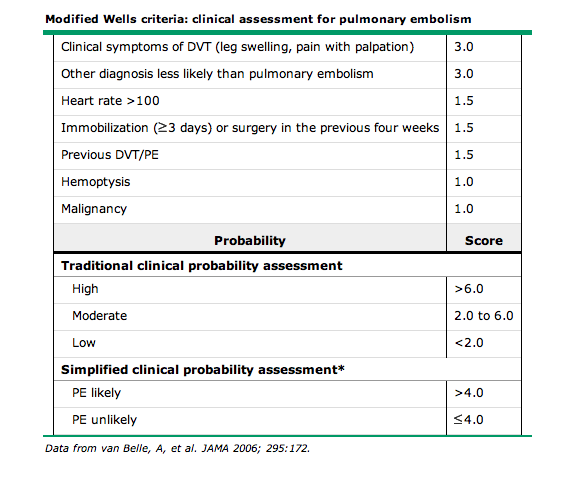 Modified Wells criteria: clinical assessment for pulmonary embolism
Clinical symptoms of DVT (leg swelling, pain with palpation) 3.0
Other diagnosis less likely than pulmonary embolism 3.0
Heart rate >100 1.5
Immobilization (≥3 days) or surgery in the previous four weeks 1.5
Previous DVT/PE 1.5
Hemoptysis 1.0
Malignancy 1.0
Probability Score
Traditional clinical probability assessment
High >6.0
Moderate 2.0 to 6.0
Low <2.0
Simplified clinical probability assessment*
PE likely >4.0
PE unlikely ≤4.0
Data from van Belle, A, et al. JAMA 2006; 295:172.